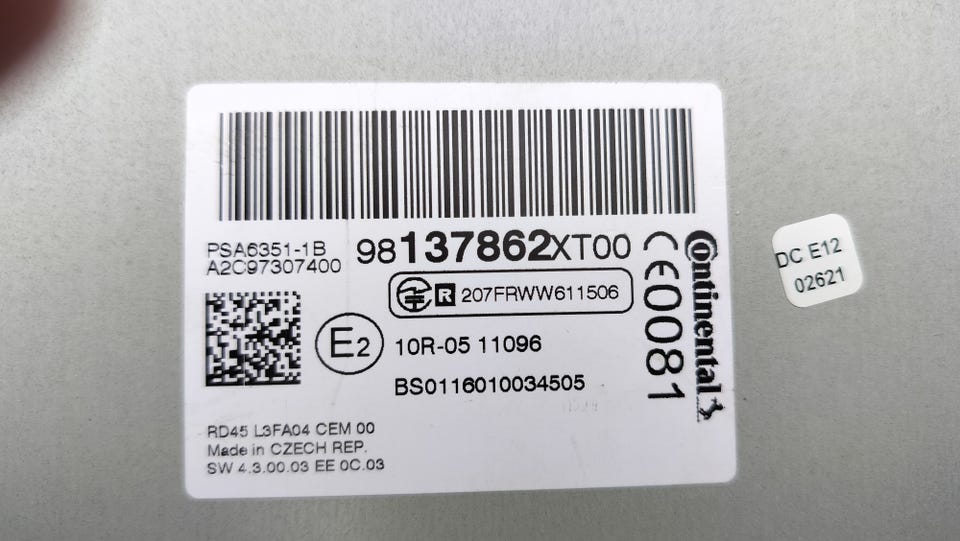 PSA6351-1B
A2C97307400
98137862XT00
R 207FRWW611506
E2
10R-05 11096
BS0116010034505
CE0081
Continental
RD45 L3FA04 CEM 00
Made in CZECH REP.
SW 4.3.00.03 EE 0C.03
DC E12
02621